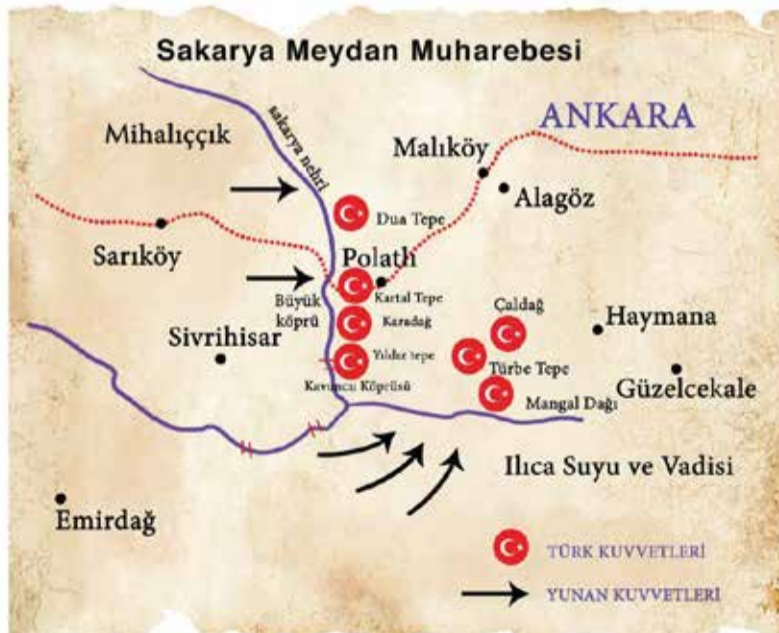 Sakarya Meydan Muharebesi
ANKARA
Mihalıççık
sakarya nehri
Malıköy
Alagöz
Dua Tepe
Sarıköy
Polatlı
Kartal Tepe
Büyük
köprü
Karadağ
Çaldağ
Haymana
Sivrihisar
Yıldız tepe
Türbe Tepe
Güzelcekale
Kavuncu Köprüsü
Mangal Dağı
Ilıca Suyu ve Vadisi
Emirdağ
TÜRK KUVVETLERİ
YUNAN KUVVETLERİ